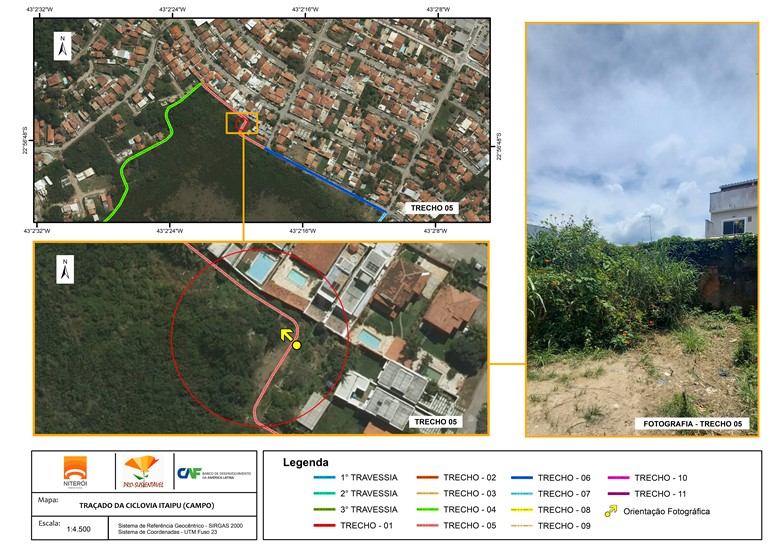 43°2'32"W
43°2'24"W
43°2'16"W
43°2'8"W
N
22°56'48"S
22°56'48"S
TRECHO 05
43°2'32"W
43°2'24"W
43°2'16"W
43°2'8"W
N
TRECHO 05
FOTOGRAFIA - TRECHO 05
NITERÓI
PRO-SUSTENTÁVEL
CAF BANCO DE DESENVOLVIMENTO
DA AMÉRICA LATINA
Mapa:
TRAÇADO DA CICLOVIA ITAIPU (CAMPO)
Escala:
1:4.500
Sistema de Referência Geocêntrico - SIRGAS 2000
Sistema de Coordenadas - UTM Fuso 23
Legenda
1° TRAVESSIA
2° TRAVESSIA
3° TRAVESSIA
TRECHO - 01
TRECHO - 02
TRECHO - 03
TRECHO - 04
TRECHO - 05
TRECHO - 06
TRECHO - 07
TRECHO - 08
TRECHO - 09
TRECHO - 10
TRECHO - 11
Orientação Fotográfica